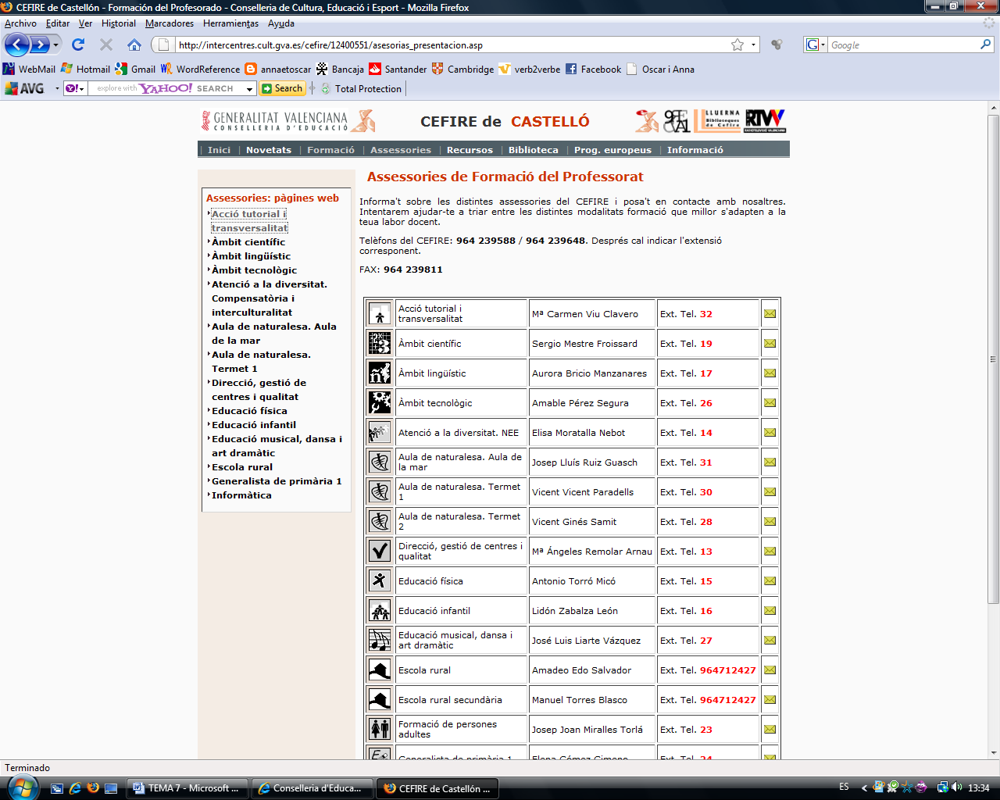 CEFIRE de Castellón - Formación del Profesorado - Conselleria de Cultura, Educació i Esport - Mozilla Firefox
Archivo Editar Ver Historial Marcadores Herramientas Ayuda
http://intercentres.cult.gva.es/cefire/12400551/asesorias_presentacion.asp
G Google
WebMail Hotmail Gmail WordReference annaetoscar Bancaja Santander Cambridge verb2verbe Facebook Oscar i Anna
AVG Y! explore with YAHOO! SEARCH Search Total Protection
GENERALITAT VALENCIANA
CONSELLERIA D'EDUCACIÓ
CEFIRE de CASTELLÓ
LLUERNA
Biblioteques
de Cefire
RTVV
Inici Novetats Formació Assessories Recursos Biblioteca Prog. europeus Informació
Assessories: pàgines web
Acció tutorial i
transversalitat
Àmbit científic
Àmbit lingüístic
Àmbit tecnològic
Atenció a la diversitat.
Compensatòria i
interculturalitat
Aula de naturalesa. Aula
de la mar
Aula de naturalesa.
Termet 1
Direcció, gestió de
centres i qualitat
Educació física
Educació infantil
Educació musical, dansa i
art dramàtic
Escola rural
Generalista de primària 1
Informàtica
Assessories de Formació del Professorat
Informa't sobre les distintes assessories del CEFIRE i posa't en contacte amb nosaltres.
Intentarem ajudar-te a triar entre les distintes modalitats formació que millor s'adapten a la
teua labor docent.
Telèfons del CEFIRE: 964 239588 / 964 239648. Després cal indicar l'extensió
corresponent.
FAX: 964 239811
Acció tutorial i
transversalitat
Mª Carmen Viu Clavero Ext. Tel. 32
Àmbit científic Sergio Mestre Froissard Ext. Tel. 19
Àmbit lingüístic Aurora Bricio Manzanares Ext. Tel. 17
Àmbit tecnològic Amable Pérez Segura Ext. Tel. 26
Atenció a la diversitat. NEE Elisa Moratalla Nebot Ext. Tel. 14
Aula de naturalesa. Aula de
la mar
Josep Lluís Ruiz Guasch Ext. Tel. 31
Aula de naturalesa. Termet
1
Vicent Vicent Paradells Ext. Tel. 30
Aula de naturalesa. Termet
2
Vicent Ginés Samit Ext. Tel. 28
Direcció, gestió de centres i
qualitat
Mª Ángeles Remolar Arnau Ext. Tel. 13
Educació física Antonio Torró Micó Ext. Tel. 15
Educació infantil Lidón Zabalza León Ext. Tel. 16
Educació musical, dansa i
art dramàtic
José Luis Liarte Vázquez Ext. Tel. 27
Escola rural Amadeo Edo Salvador Ext. Tel. 964712427
Escola rural secundària Manuel Torres Blasco Ext. Tel. 964712427
Formació de persones
adultes
Josep Joan Miralles Torlá Ext. Tel. 23
Generalista de primària 1 Elena Gómez Gimeno Ext. Tel. 24
Terminado
TEMA 7 - Microsoft ... Conselleria d'Educa... CEFIRE de Castellón ... ES 13:34